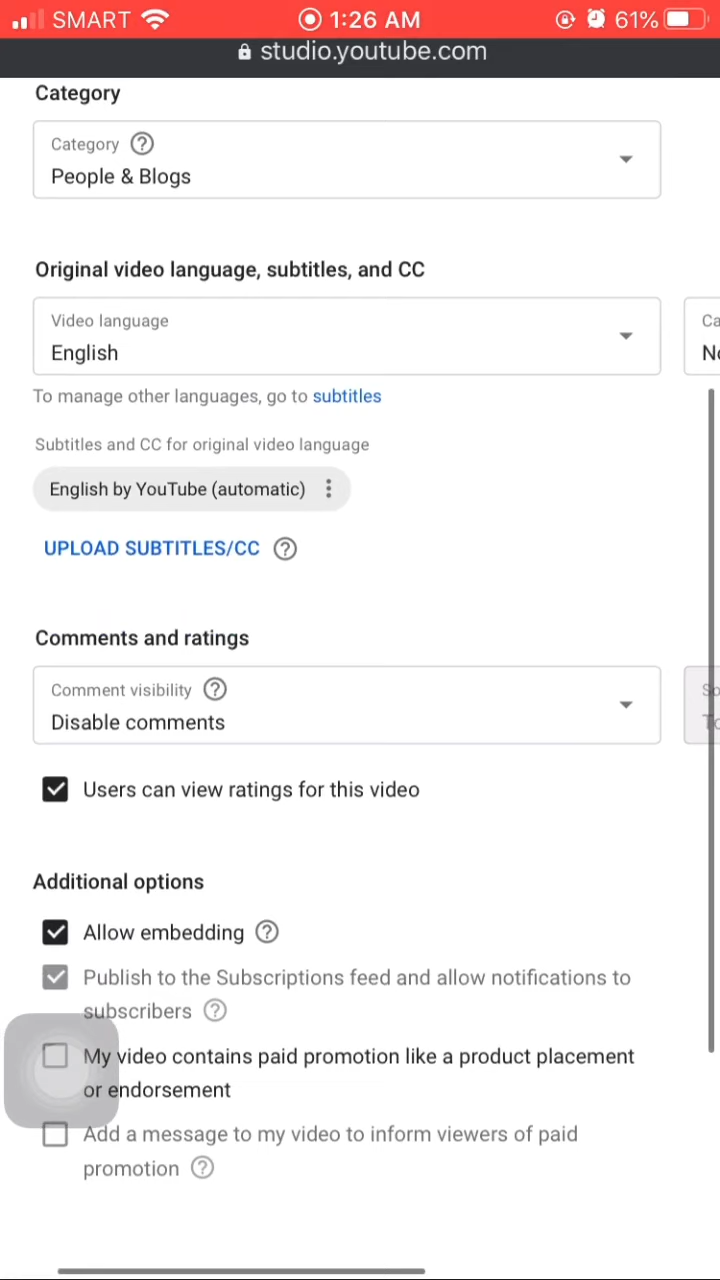 SMART 1:26 AM 61%
studio.youtube.com
Category
Category
People & Blogs
Original video language, subtitles, and CC
Video language
English
To manage other languages, go to subtitles
Subtitles and CC for original video language
English by YouTube (automatic)
UPLOAD SUBTITLES/CC
Comments and ratings
Comment visibility
Disable comments
Users can view ratings for this video
Additional options
Allow embedding
Publish to the Subscriptions feed and allow notifications to
subscribers
My video contains paid promotion like a product placement
or endorsement
Add a message to my video to inform viewers of paid
promotion